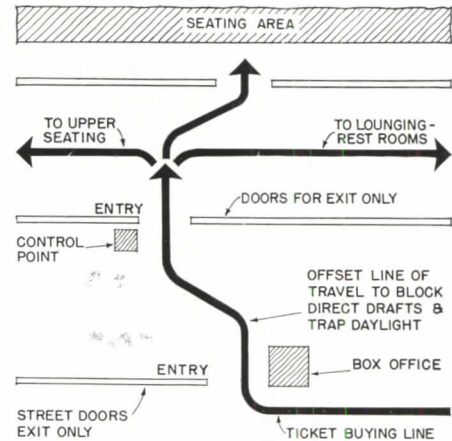 SEATING AREA
TO UPPER
SEATING
TO LOUNGING -
REST ROOMS
ENTRY
DOORS FOR EXIT ONLY
CONTROL
POINT
OFFSET LINE OF
TRAVEL TO BLOCK
DIRECT DRAFTS &
TRAP DAYLIGHT
ENTRY
BOX OFFICE
STREET DOORS
EXIT ONLY
TICKET BUYING LINE